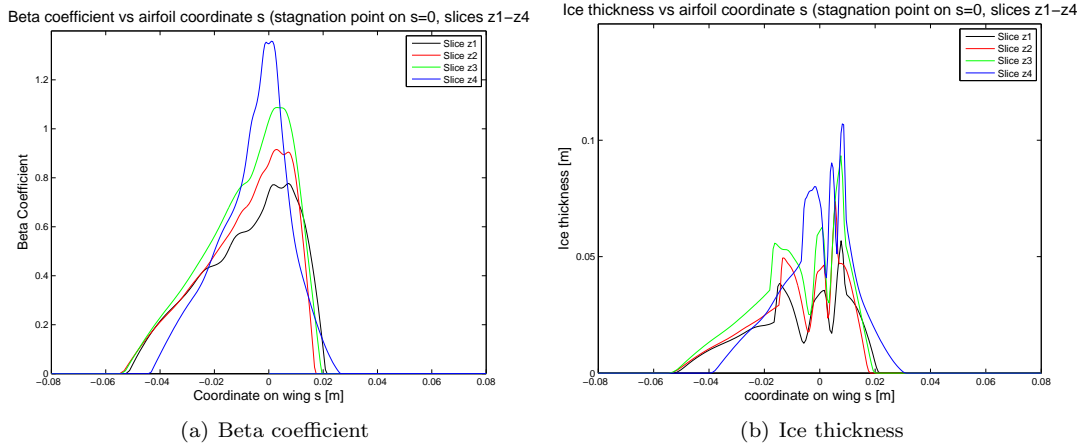 Beta coefficient vs airfoil coordinate s (stagnation point on s=0, slices z1−z4
Slice z1
Slice z2
Slice z3
Slice z4
Beta Coefficient
1.2
1
0.8
0.6
0.4
0.2
0
−0.08
−0.06
−0.04
−0.02
0
0.02
0.04
0.06
0.08
Coordinate on wing s [m]
(a) Beta coefficient
Ice thickness vs airfoil coordinate s (stagnation point on s=0, slices z1−z4
Slice z1
Slice z2
Slice z3
Slice z4
Ice thickness [m]
0.1
0.05
0
−0.08
−0.06
−0.04
−0.02
0
0.02
0.04
0.06
0.08
coordinate on wing s [m]
(b) Ice thickness